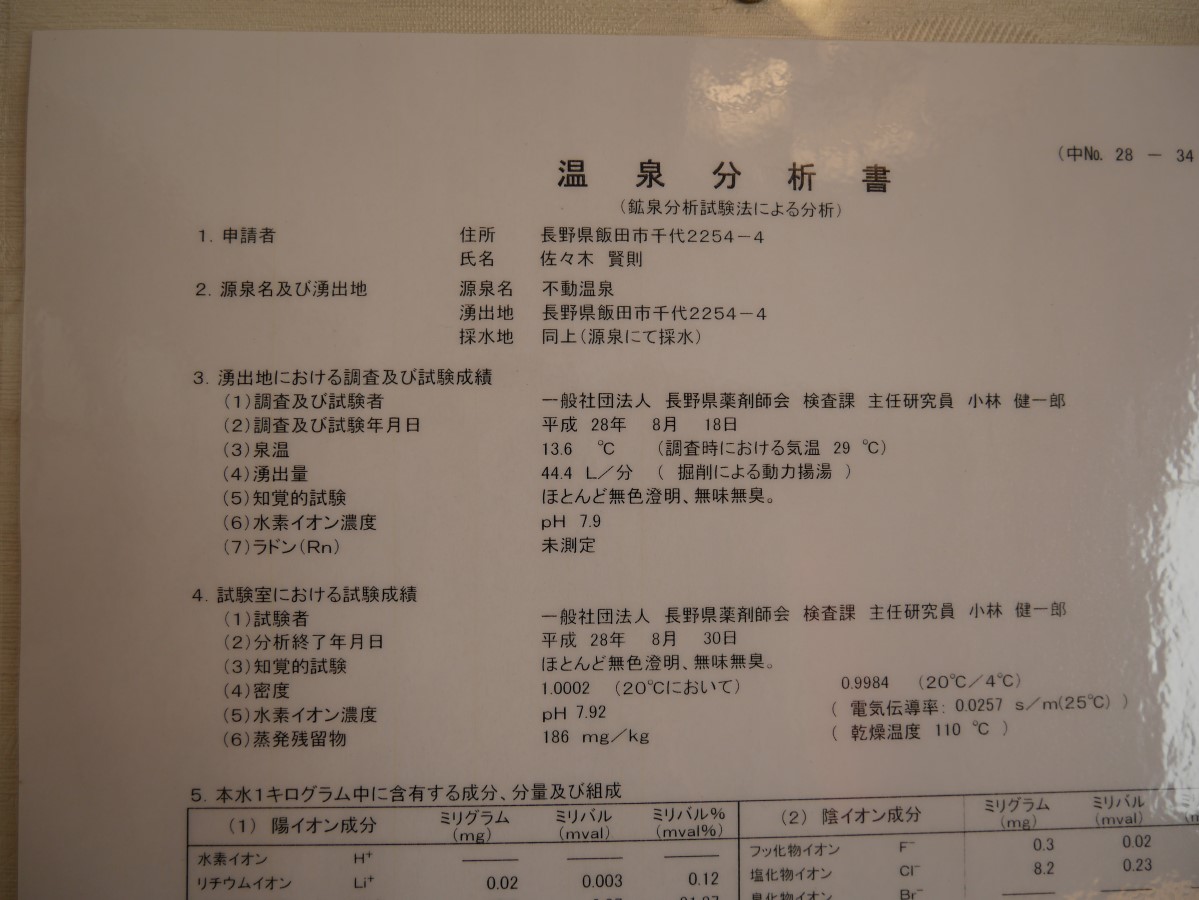 (中No. 28 － 34
温泉分析書
(鉱泉分析試験法による分析)
1. 申請者 住所 長野県飯田市千代2254－4
氏名 佐々木 賢則
2. 源泉名及び湧出地 源泉名 不動温泉
湧出地 長野県飯田市千代2254－4
採水地 同上(源泉にて採水)
3. 湧出地における調査及び試験成績
(1)調査及び試験者 一般社団法人 長野県薬剤師会 検査課 主任研究員 小林 健一郎
(2)調査及び試験年月日 平成 28年 8月 18日
(3)泉温 13.6 ℃ (調査時における気温 29 ℃)
(4)湧出量 44.4 L／分 ( 掘削による動力揚湯 )
(5)知覚的試験 ほとんど無色澄明、無味無臭。
(6)水素イオン濃度 pH 7.9
(7)ラドン(Rn) 未測定
4. 試験室における試験成績
(1)試験者 一般社団法人 長野県薬剤師会 検査課 主任研究員 小林 健一郎
(2)分析終了年月日 平成 28年 8月 30日
(3)知覚的試験 ほとんど無色澄明、無味無臭。
(4)密度 1.0002 (20℃において) 0.9984 (20℃／4℃)
(5)水素イオン濃度 pH 7.92 ( 電気伝導率: 0.0257 s／m(25℃) )
(6)蒸発残留物 186 mg／kg ( 乾燥温度 110 ℃ )
5. 本水1キログラム中に含有する成分、分量及び組成
(1) 陽イオン成分 ミリグラム(mg) ミリバル(mval) ミリバル%(mval%) (2) 陰イオン成分 ミリグラム(mg) ミリバル(mval)
水素イオン H⁺ —— —— —— フッ化物イオン F⁻ 0.3 0.02
リチウムイオン Li⁺ 0.02 0.003 0.12 塩化物イオン Cl⁻ 8.2 0.23
臭化物イオン Br⁻ —— ——